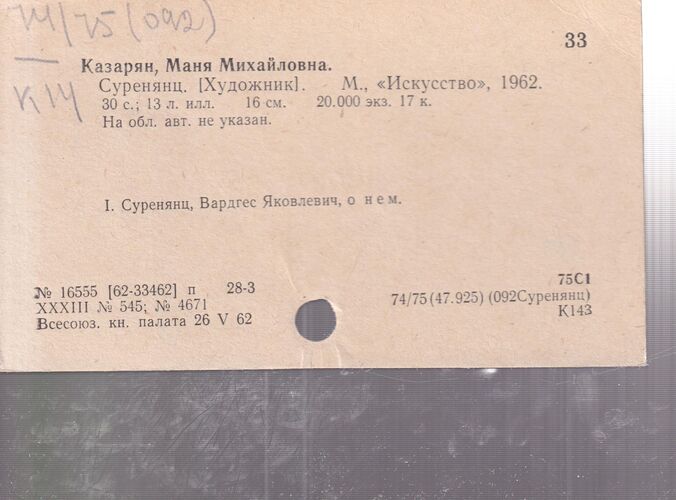 74/75 (092)
33
К14
Казарян, Маня Михайловна.
Суренянц. [Художник]. М., «Искусство», 1962.
30 с.; 13 л. илл. 16 см. 20.000 экз. 17 к.
На обл. авт. не указан.
I. Суренянц, Вардгес Яковлевич, о нем.
№ 16555 [62-33462] п 28-3
XXXIII № 545; № 4671
Всесоюз. кн. палата 26 V 62
75С1
74/75(47.925) (092Суренянц)
К143